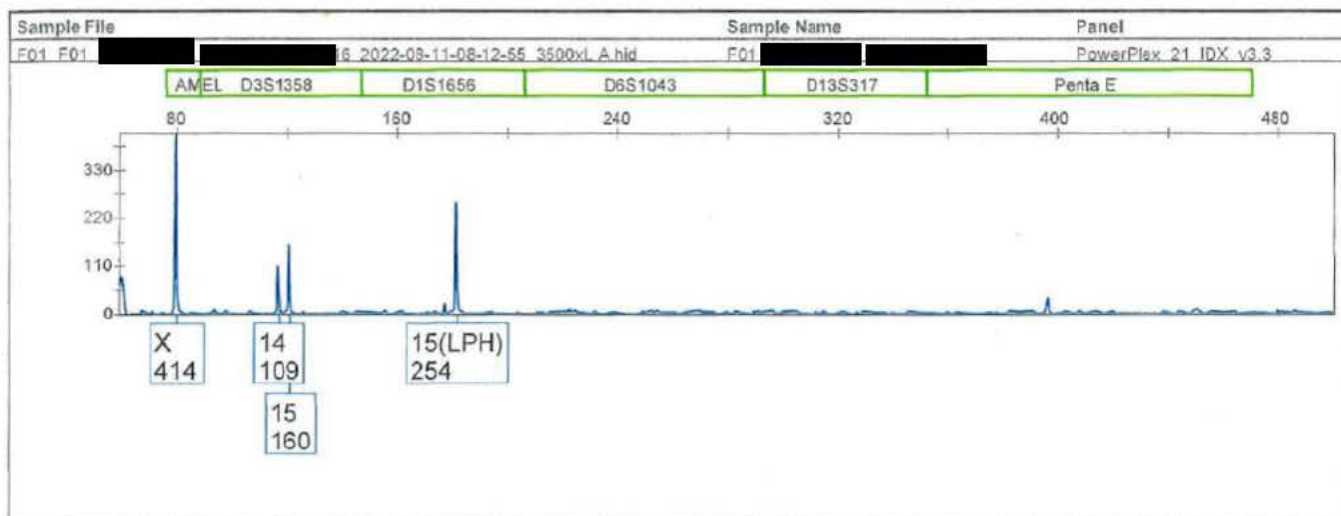 Sample File Sample Name Panel
F01 F01 16 2022-08-11-08-12-55 3500xL A.hid F01 PowerPlex 21 IDX v3.3
AMEL D3S1358 D1S1656 D6S1043 D13S317 Penta E
80 160 240 320 400 480
330
220
110
0
X 14 15(LPH)
414 109 254
15
160